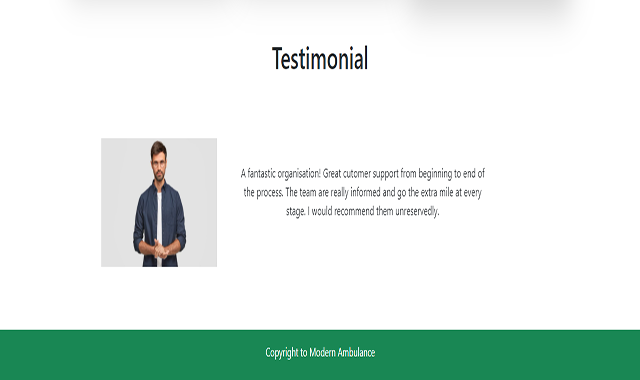 Testimonial
A fantastic organisation! Great cutomer support from beginning to end of
the process. The team are really informed and go the extra mile at every
stage. I would recommend them unreservedly.
Copyright to Modern Ambulance